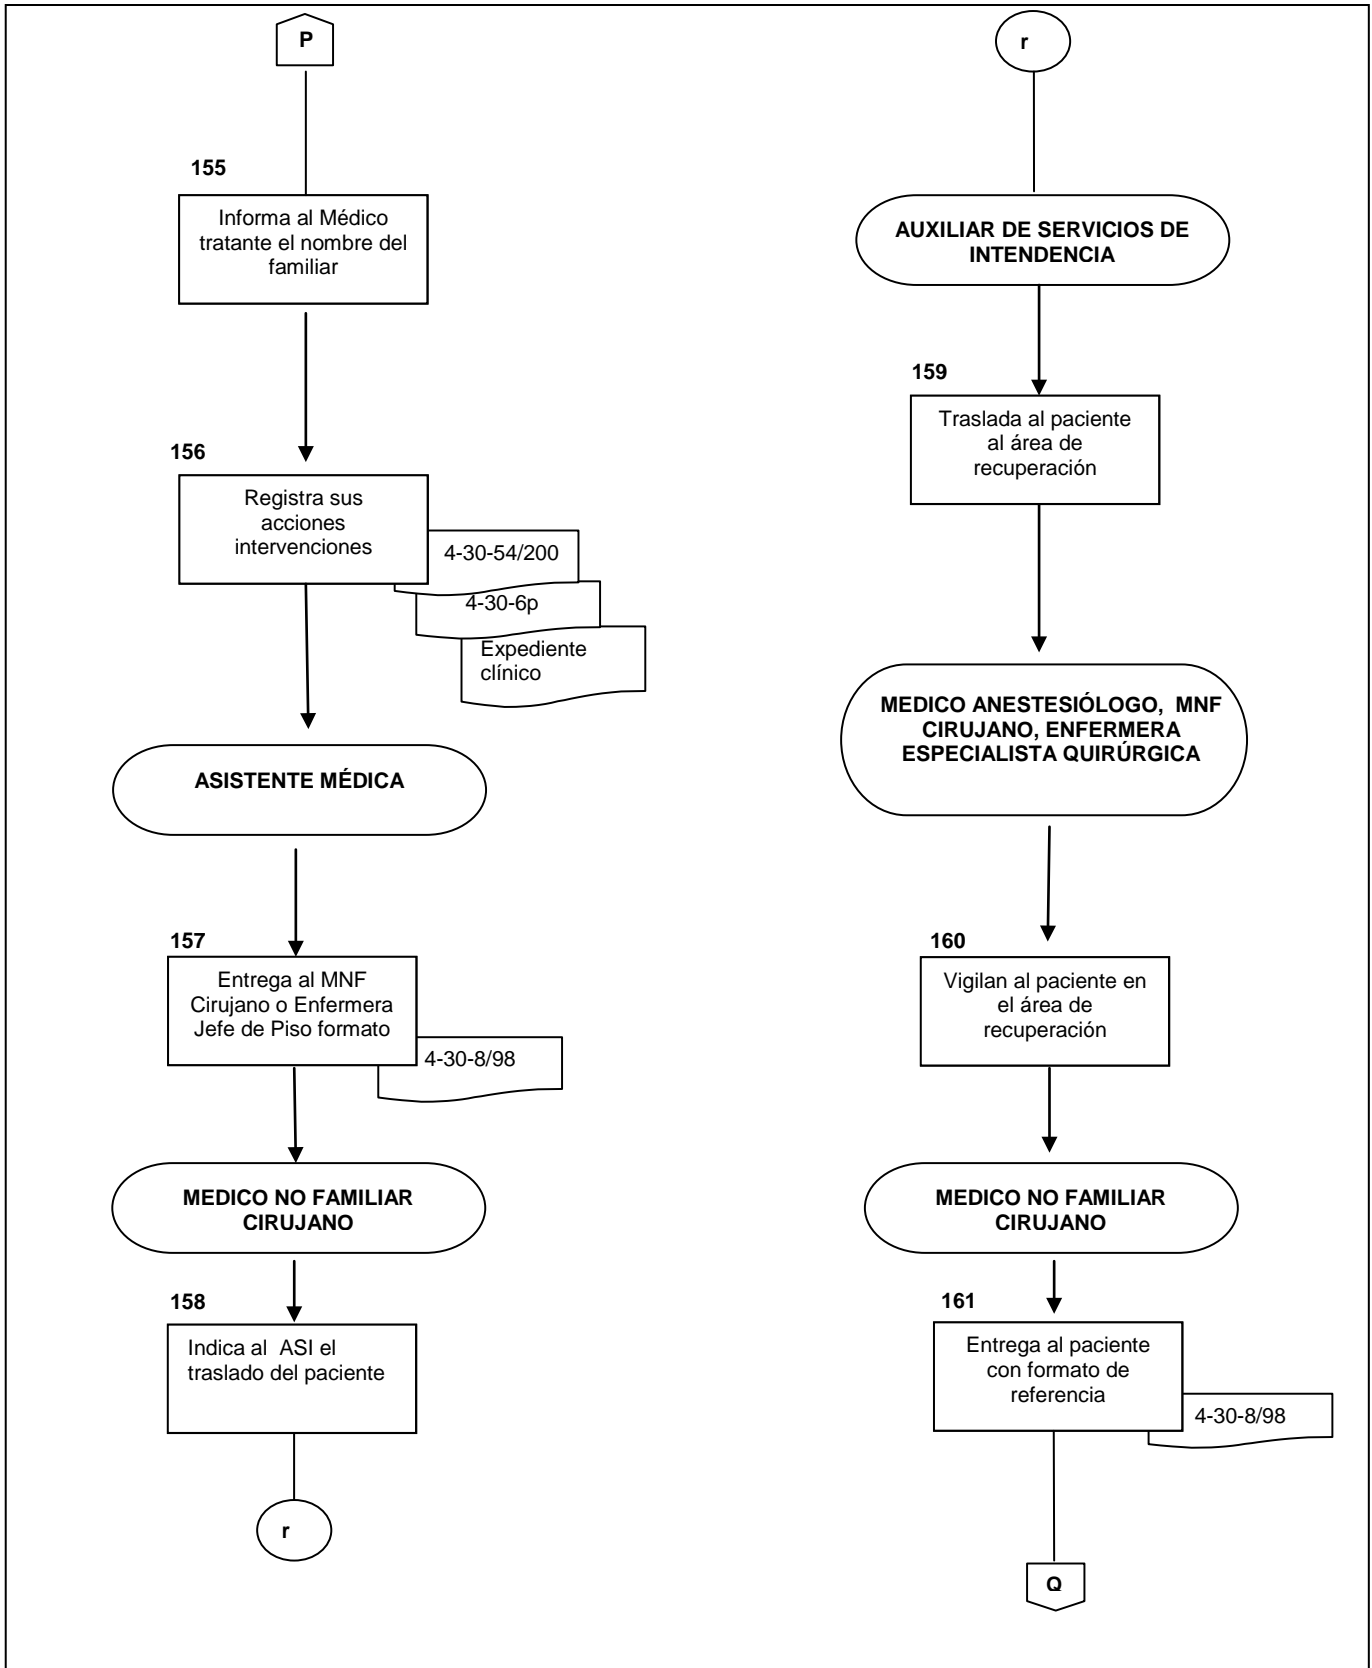 P
155
Informa al Médico
tratante el nombre del
familiar
156
Registra sus
acciones
intervenciones
4-30-54/200
4-30-6p
Expediente
clínico
ASISTENTE MÉDICA
157
Entrega al MNF
Cirujano o Enfermera
Jefe de Piso formato
4-30-8/98
MEDICO NO FAMILIAR
CIRUJANO
158
Indica al  ASI el
traslado del paciente
r
r
AUXILIAR DE SERVICIOS DE
INTENDENCIA
159
Traslada al paciente
al área de
recuperación
MEDICO ANESTESIÓLOGO,  MNF
CIRUJANO, ENFERMERA
ESPECIALISTA QUIRÚRGICA
160
Vigilan al paciente en
el área de
recuperación
MEDICO NO FAMILIAR
CIRUJANO
161
Entrega al paciente
con formato de
referencia
4-30-8/98
Q